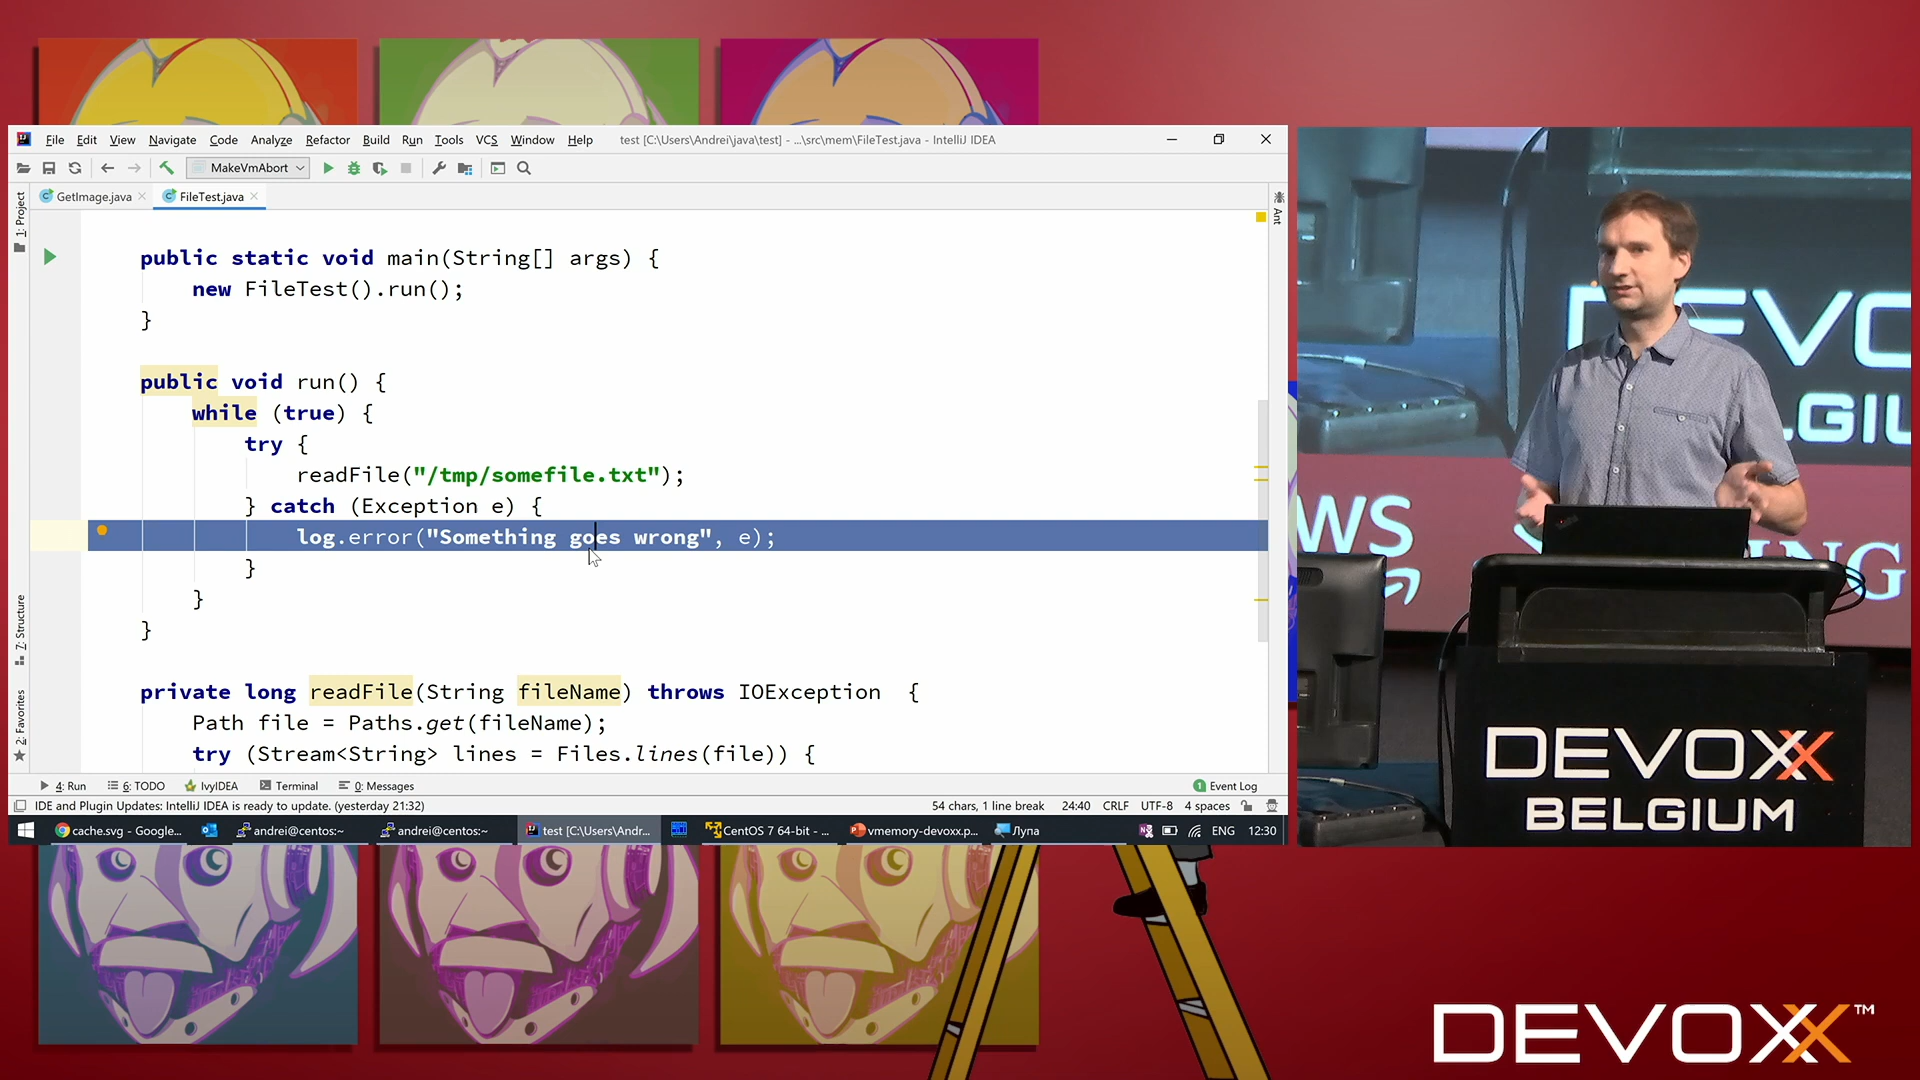 File Edit View Navigate Code Analyze Refactor Build Run Tools VCS Window Help test [C:\Users\Andrei\java\test] - ...\src\mem\FileTest.java - IntelliJ IDEA
MakeVmAbort
GetImage.java FileTest.java
1: Project
Ant
public static void main(String[] args) {
new FileTest().run();
}
public void run() {
while (true) {
try {
readFile("/tmp/somefile.txt");
} catch (Exception e) {
log.error("Something goes wrong", e);
}
}
}
private long readFile(String fileName) throws IOException {
Path file = Paths.get(fileName);
try (Stream<String> lines = Files.lines(file)) {
7: Structure
2: Favorites
4: Run 6: TODO IvyIDEA Terminal 0: Messages 1 Event Log
IDE and Plugin Updates: IntelliJ IDEA is ready to update. (yesterday 21:32) 54 chars, 1 line break 24:40 CRLF UTF-8 4 spaces
cache.svg - Google... andrei@centos:~ andrei@centos:~ test [C:\Users\Andr... CentOS 7 64-bit - ... vmemory-devoxx.p... Лупа ENG 12:30
DEVOXX
BELGIUM
DEVOXX™